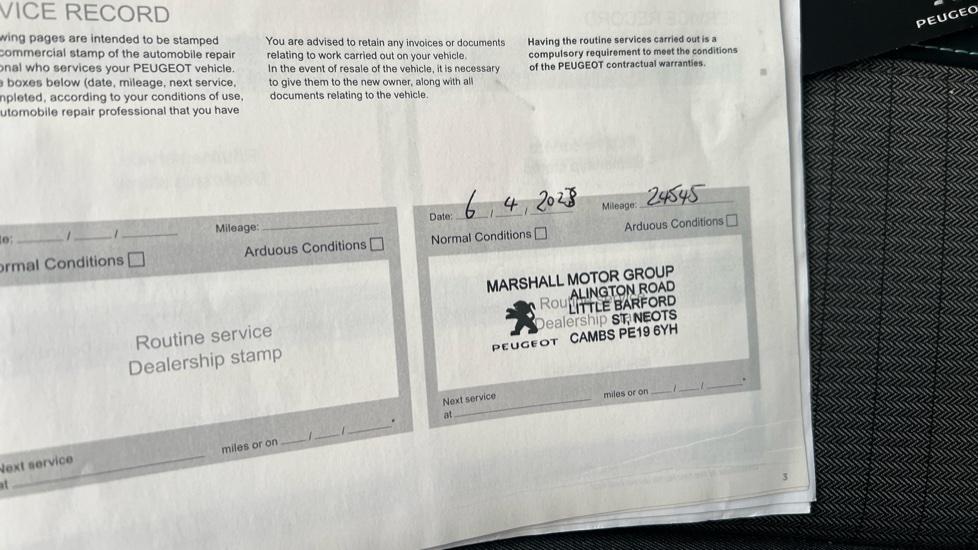 VICE RECORD
wing pages are intended to be stamped
commercial stamp of the automobile repair
onal who services your PEUGEOT vehicle.
boxes below (date, mileage, next service,
mpleted, according to your conditions of use,
utomobile repair professional that you have
You are advised to retain any invoices or documents
relating to work carried out on your vehicle.
In the event of resale of the vehicle, it is necessary
to give them to the new owner, along with all
documents relating to the vehicle.
Having the routine services carried out is a
compulsory requirement to meet the conditions
of the PEUGEOT contractual warranties.
PEUGEO
te: / / Mileage:
ormal Conditions Arduous Conditions
Routine service
Dealership stamp
Next service
at miles or on / / *
Date: 6 / 4 / 2023 Mileage: 24545
Normal Conditions Arduous Conditions
MARSHALL MOTOR GROUP
ALINGTON ROAD
LITTLE BARFORD
Dealership ST, NEOTS
PEUGEOT CAMBS PE19 6YH
Next service
at miles or on / / *
3